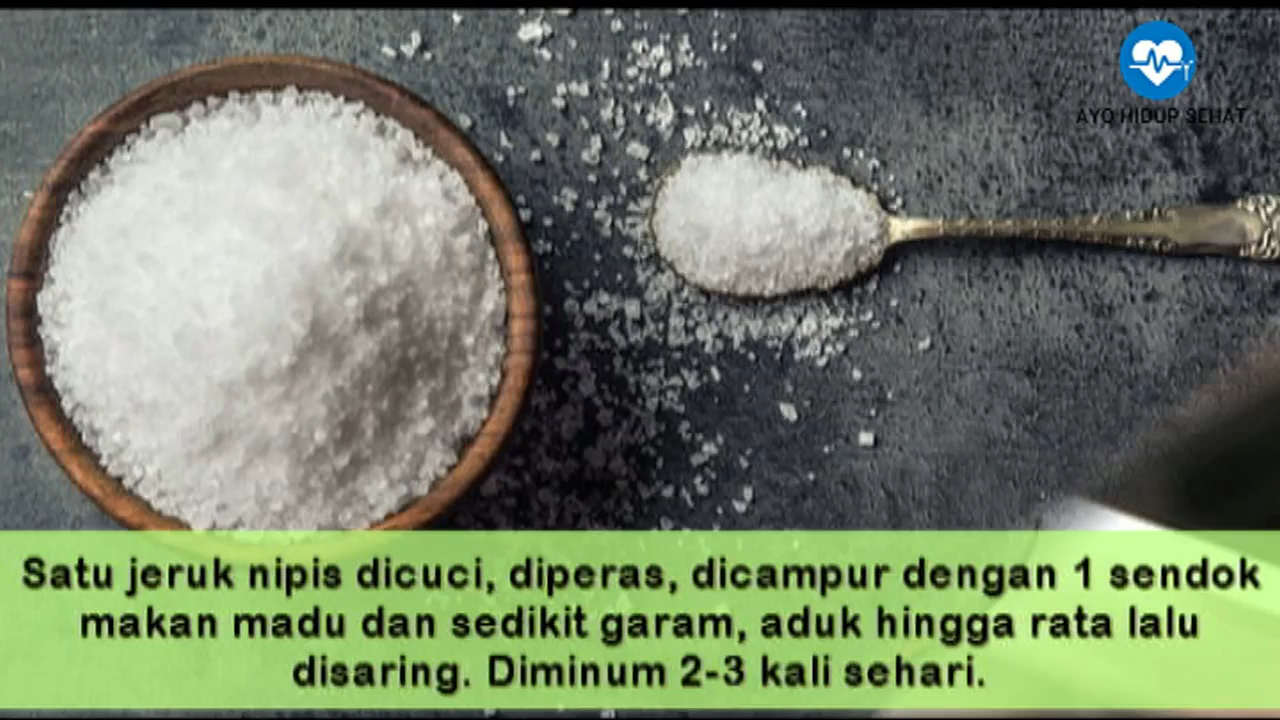 AYO HIDUP SEHAT
Satu jeruk nipis dicuci, diperas, dicampur dengan 1 sendok
makan madu dan sedikit garam, aduk hingga rata lalu
disaring. Diminum 2-3 kali sehari.